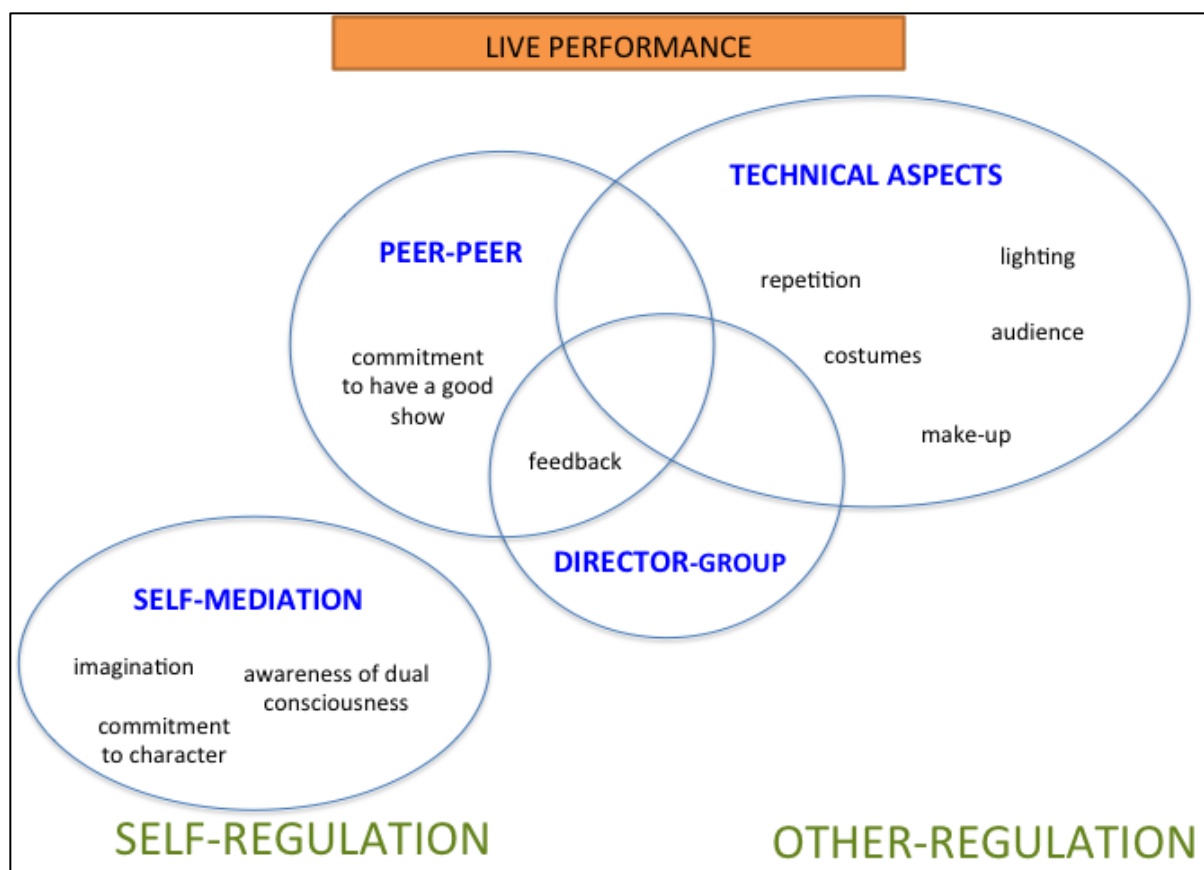 LIVE PERFORMANCE
TECHNICAL ASPECTS
PEER-PEER
lighting
repetition
audience
costumes
commitment
to have a good
show
make-up
feedback
DIRECTOR-GROUP
SELF-MEDIATION
imagination
awareness of dual
consciousness
commitment
to character
SELF-REGULATION
OTHER-REGULATION